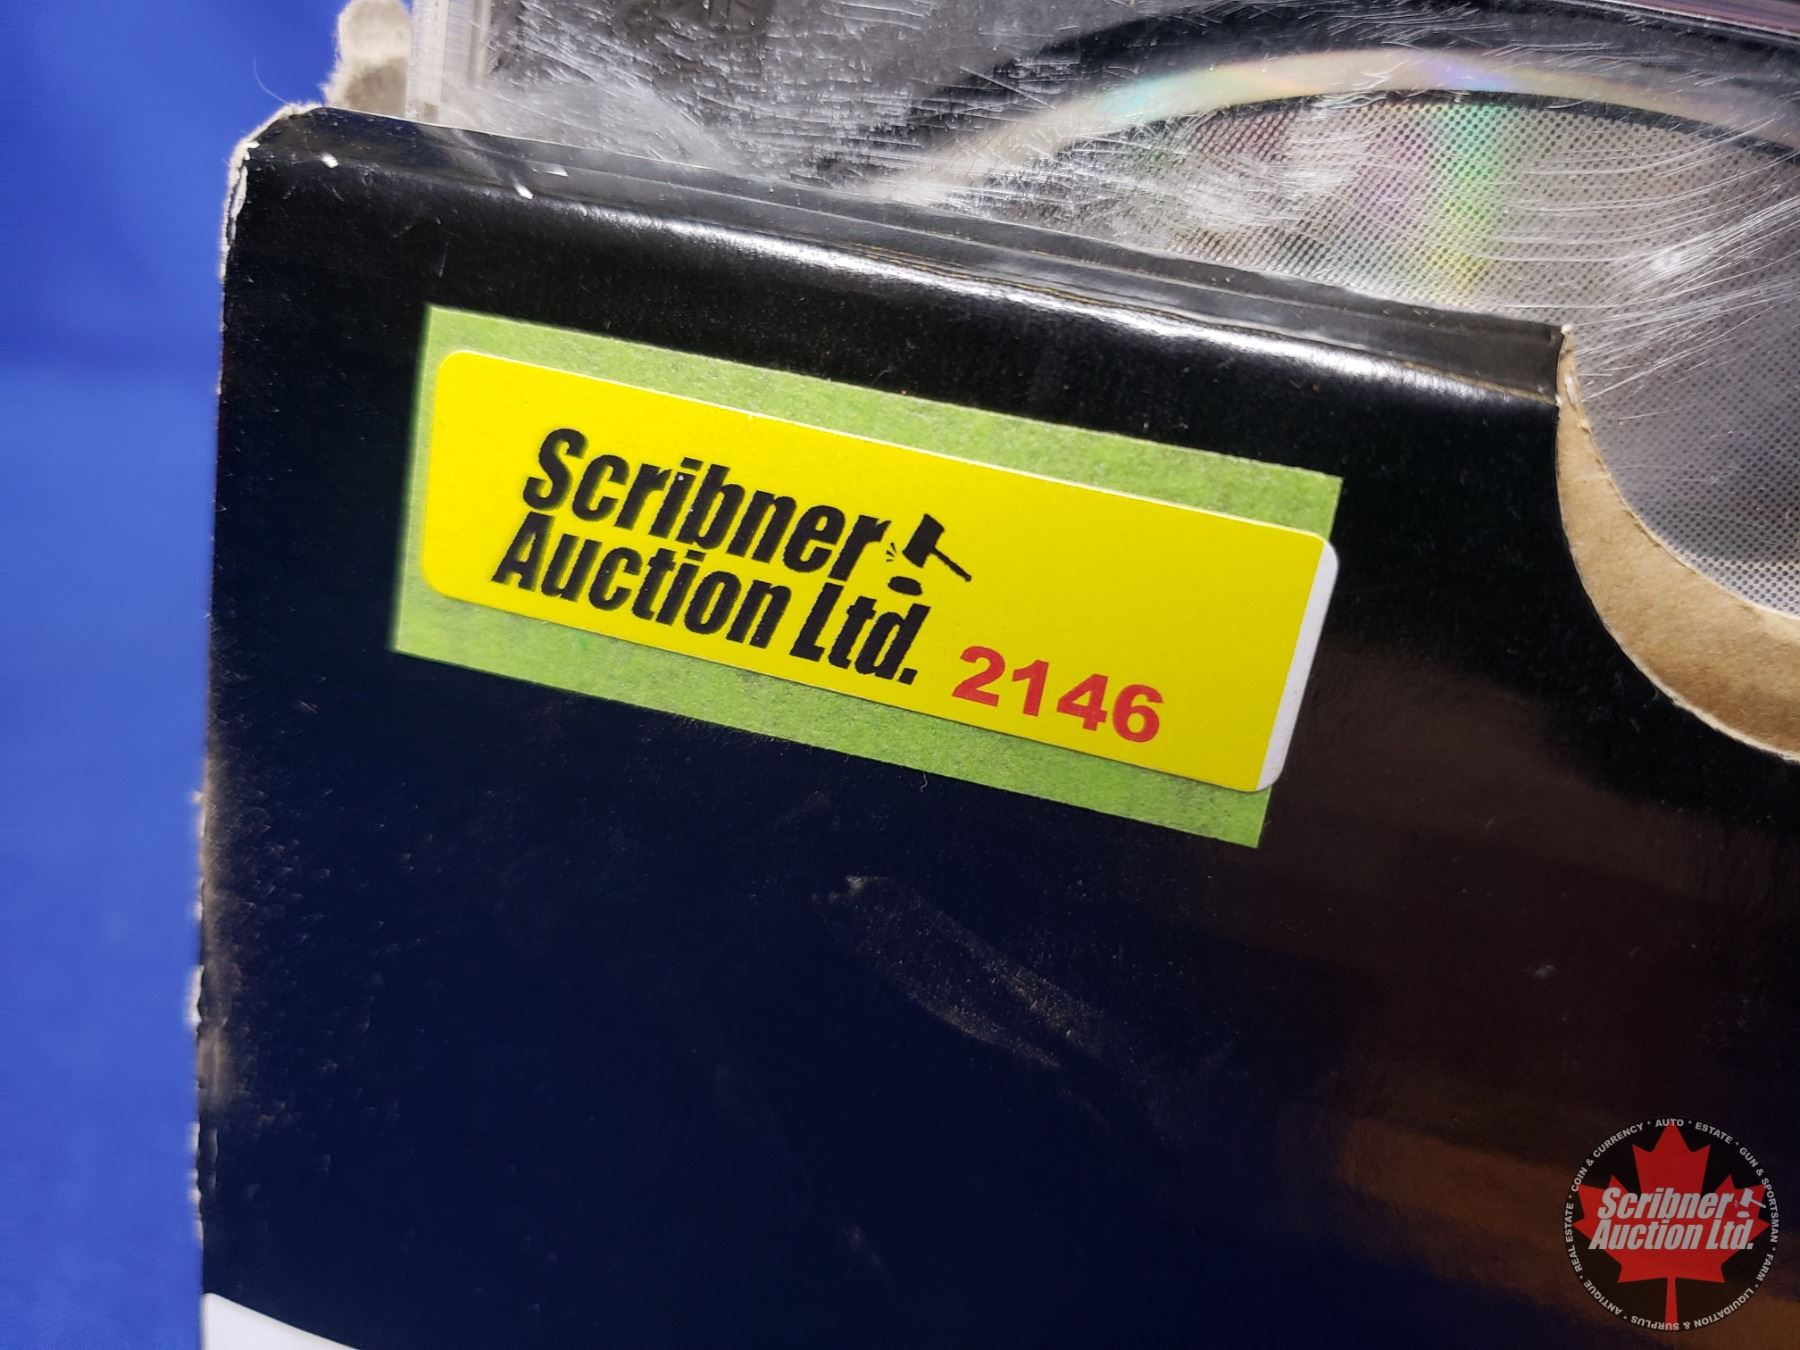 Scribner
Auction Ltd.
2146
COIN & CURRENCY * AUTO * ESTATE * GUN & SPORTSMAN * FARM * LIQUIDATION & SURPLUS * ANTIQUE * REAL ESTATE *
Scribner
Auction Ltd.